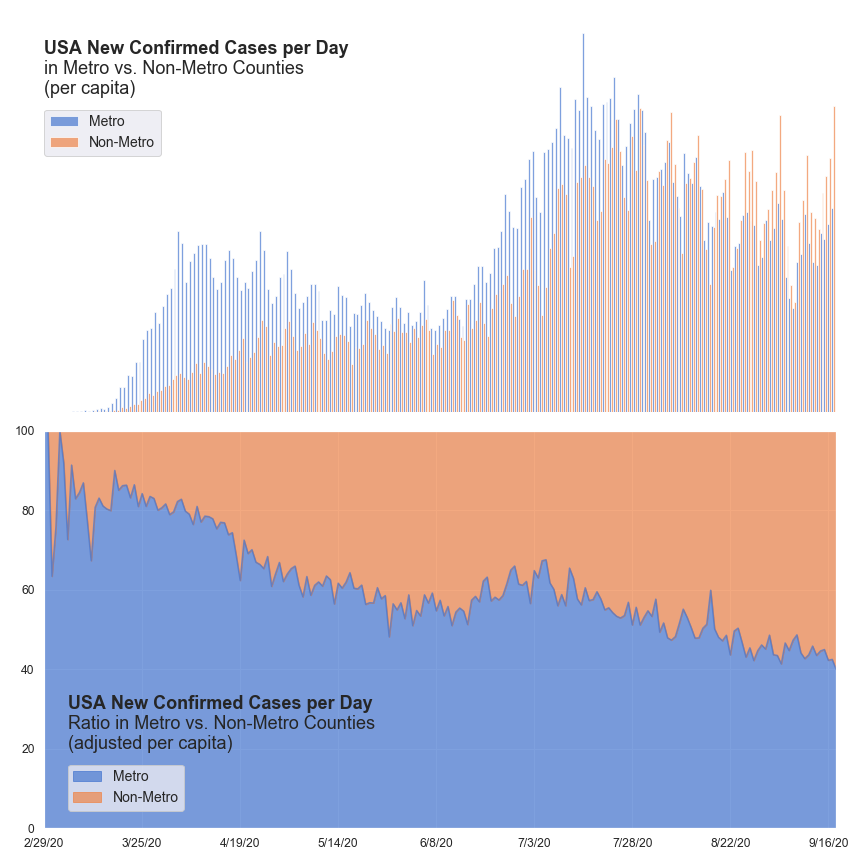 USA New Confirmed Cases per Day
in Metro vs. Non-Metro Counties
(per capita)
Metro
Non-Metro
100
80
60
40
20
0
USA New Confirmed Cases per Day
Ratio in Metro vs. Non-Metro Counties
(adjusted per capita)
Metro
Non-Metro
2/29/20 3/25/20 4/19/20 5/14/20 6/8/20 7/3/20 7/28/20 8/22/20 9/16/20